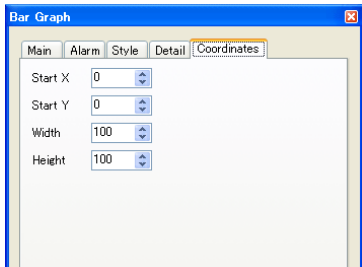 Bar Graph
Main Alarm Style Detail Coordinates
Start X 0
Start Y 0
Width 100
Height 100